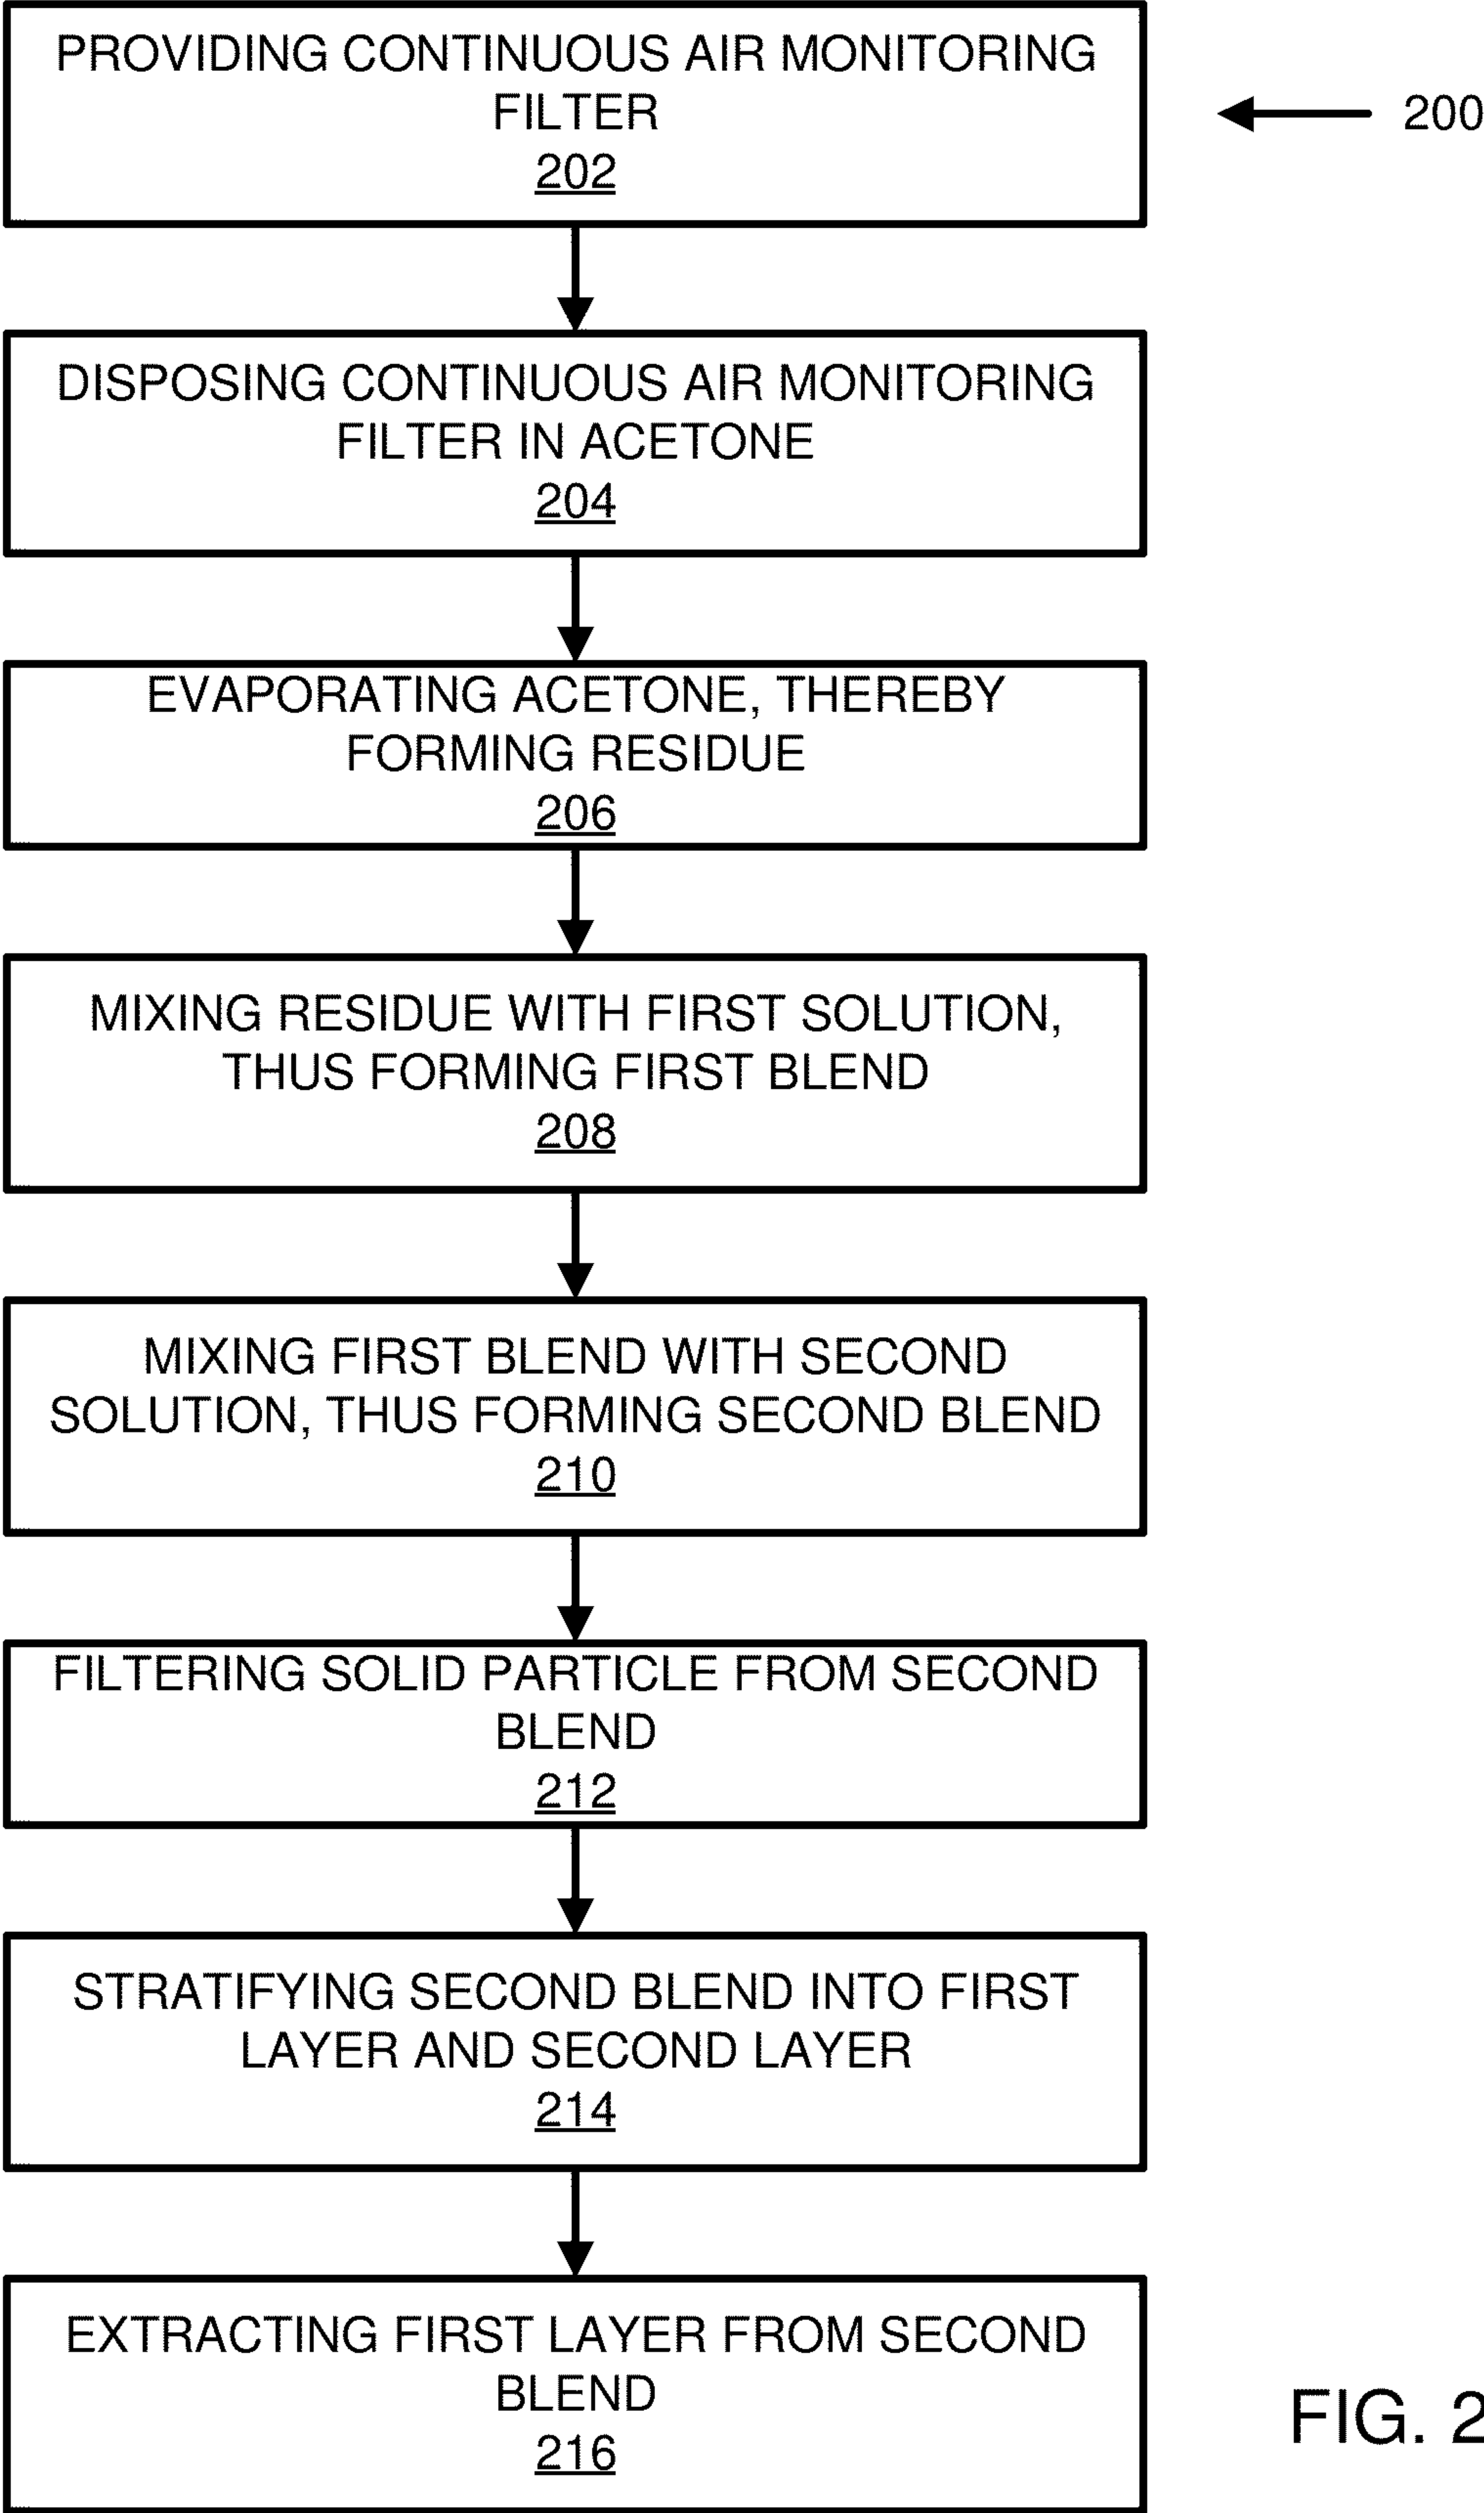 PROVIDING CONTINUOUS AIR MONITORING
FILTER
202
200
DISPOSING CONTINUOUS AIR MONITORING
FILTER IN ACETONE
204
EVAPORATING ACETONE, THEREBY
FORMING RESIDUE
206
MIXING RESIDUE WITH FIRST SOLUTION,
THUS FORMING FIRST BLEND
208
MIXING FIRST BLEND WITH SECOND
SOLUTION, THUS FORMING SECOND BLEND
210
FILTERING SOLID PARTICLE FROM SECOND
BLEND
212
STRATIFYING SECOND BLEND INTO FIRST
LAYER AND SECOND LAYER
214
EXTRACTING FIRST LAYER FROM SECOND
BLEND
216
FIG. 2